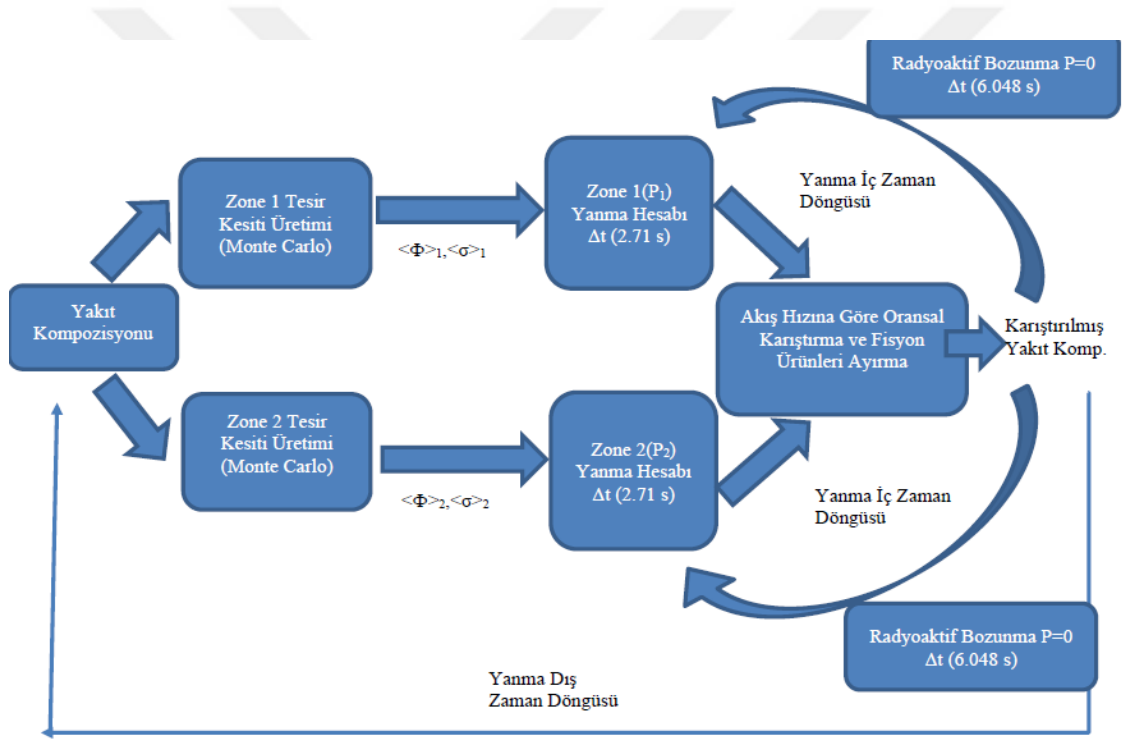 Radyoaktif Bozunma P=0
Δt (6.048 s)
Zone 1 Tesir
Kesiti Üretimi
(Monte Carlo)
<Φ>₁,<σ>₁
Zone 1(P₁)
Yanma Hesabı
Δt (2.71 s)
Yanma İç Zaman
Döngüsü
Yakıt
Kompozisyonu
Akış Hızına Göre Oransal
Karıştırma ve Fisyon
Ürünleri Ayırma
Karıştırılmış
Yakıt Komp.
Zone 2 Tesir
Kesiti Üretimi
(Monte Carlo)
<Φ>₂,<σ>₂
Zone 2(P₂)
Yanma Hesabı
Δt (2.71 s)
Yanma İç Zaman
Döngüsü
Radyoaktif Bozunma P=0
Δt (6.048 s)
Yanma Dış
Zaman Döngüsü